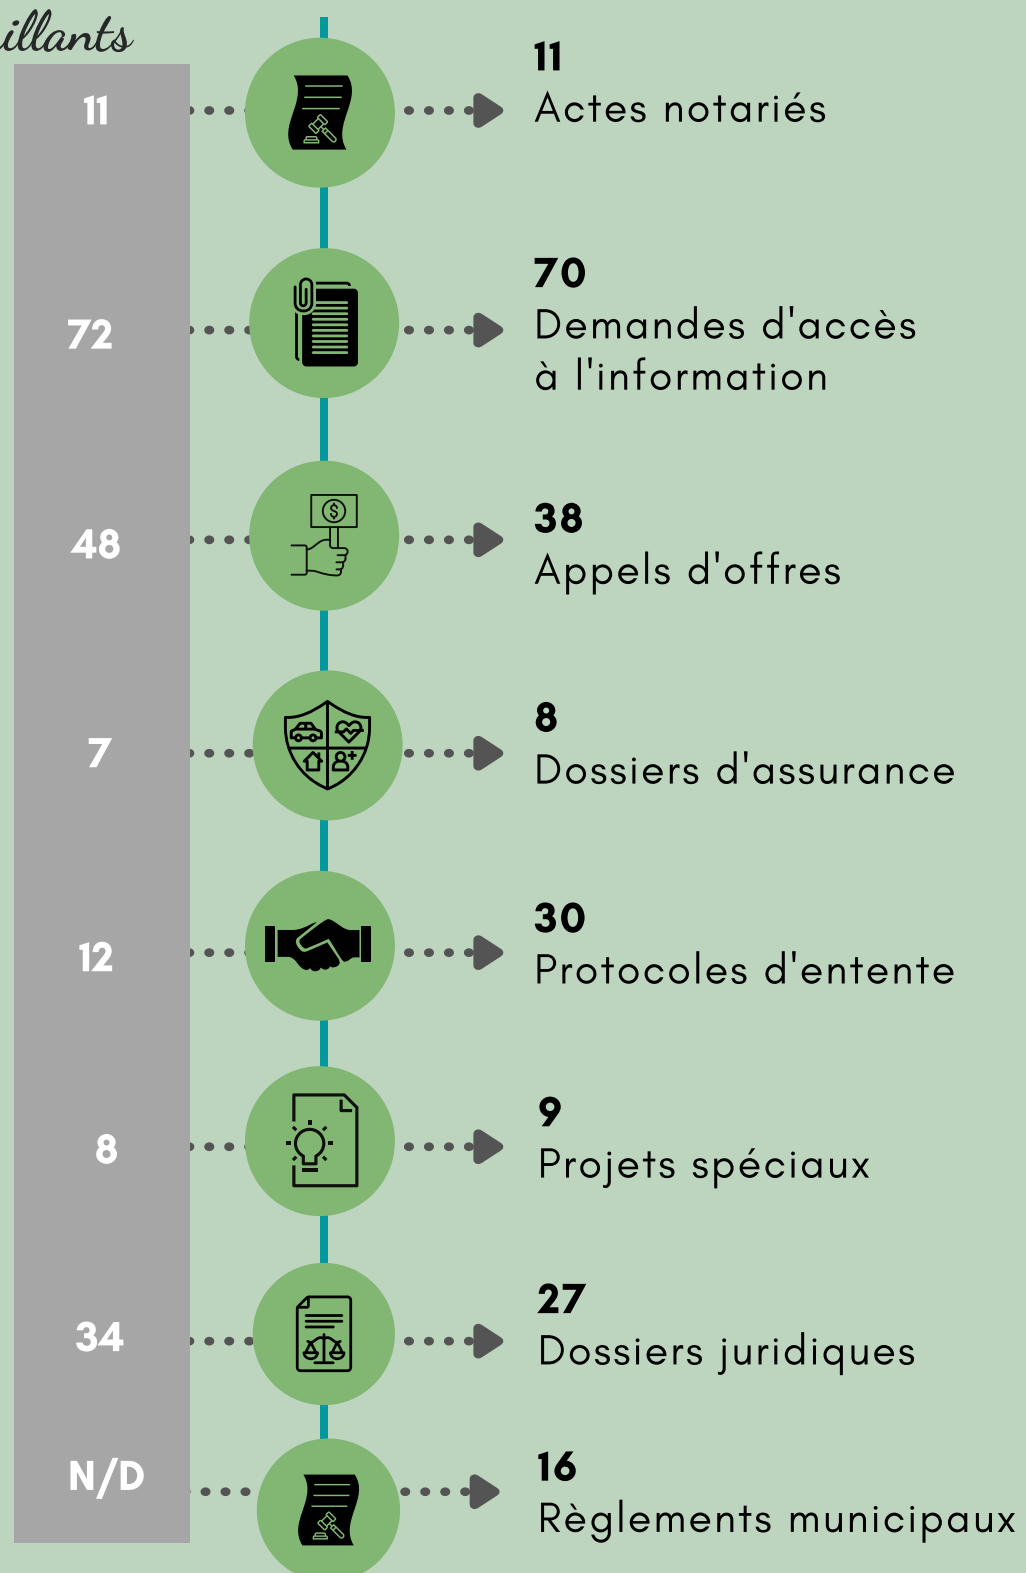 11
11
Actes notariés
72
70
Demandes d'accès
à l'information
48
38
Appels d'offres
7
8
Dossiers d'assurance
12
30
Protocoles d'entente
8
9
Projets spéciaux
34
27
Dossiers juridiques
N/D
16
Règlements municipaux